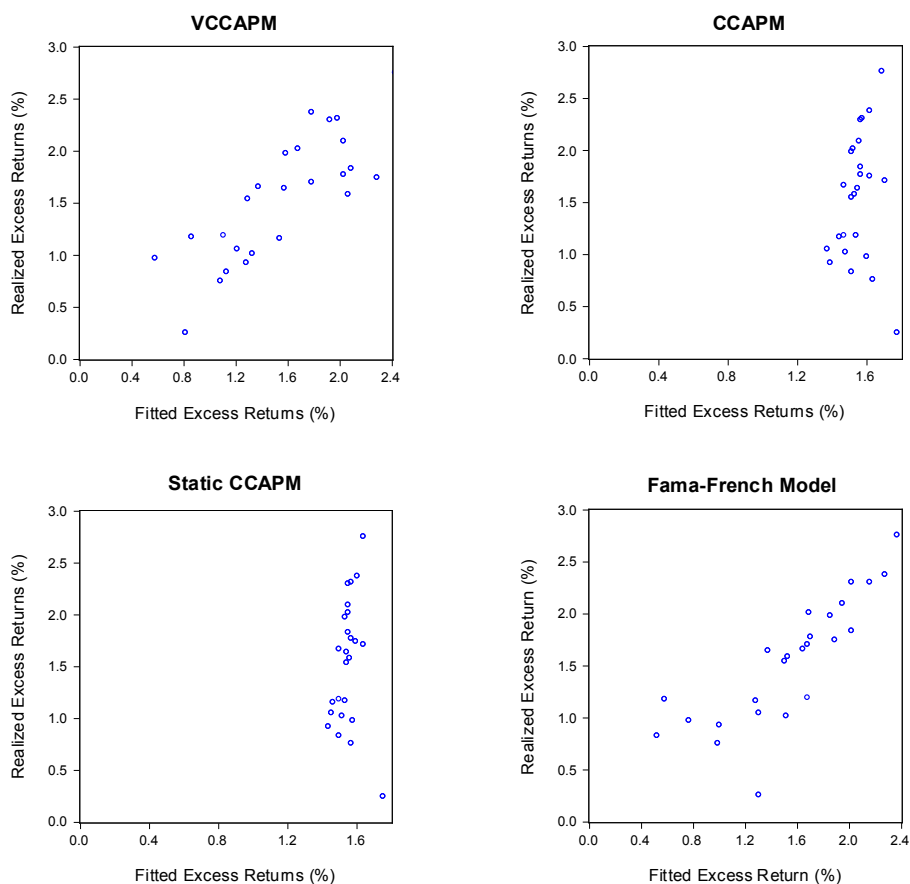 VCCAPM
3.0
2.5
2.0
1.5
1.0
0.5
0.0
Realized Excess Returns (%)
0.0 0.4 0.8 1.2 1.6 2.0 2.4
Fitted Excess Returns (%)
CCAPM
3.0
2.5
2.0
1.5
1.0
0.5
0.0
Realized Excess Returns (%)
0.0 0.4 0.8 1.2 1.6
Fitted Excess Returns (%)
Static CCAPM
3.0
2.5
2.0
1.5
1.0
0.5
0.0
Realized Excess Returns (%)
0.0 0.4 0.8 1.2 1.6
Fitted Excess Returns (%)
Fama-French Model
3.0
2.5
2.0
1.5
1.0
0.5
0.0
Realized Excess Return (%)
0.0 0.4 0.8 1.2 1.6 2.0 2.4
Fitted Excess Return (%)